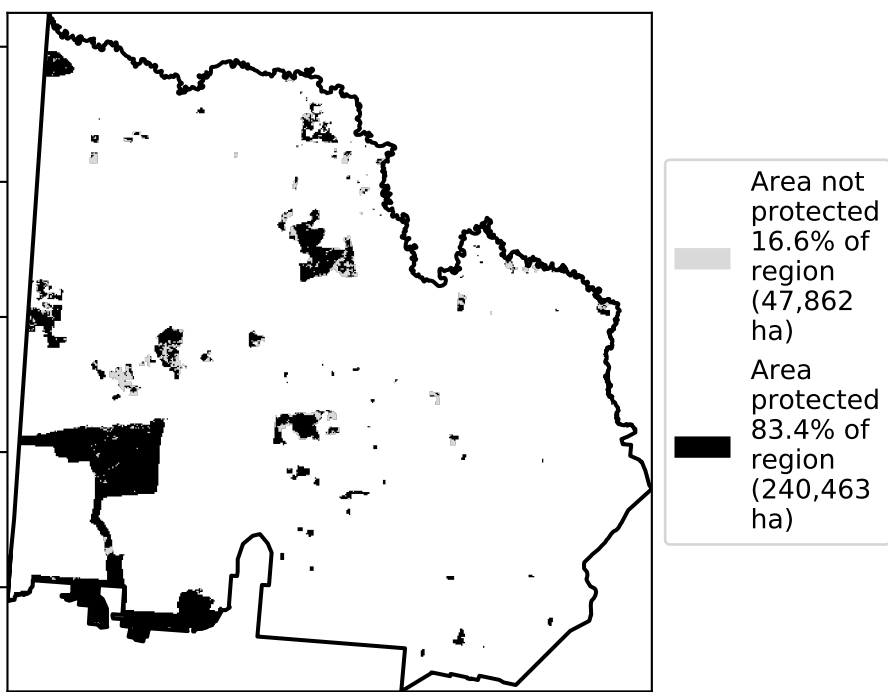 Area not
protected
16.6% of
region
(47,862
ha)
Area
protected
83.4% of
region
(240,463
ha)